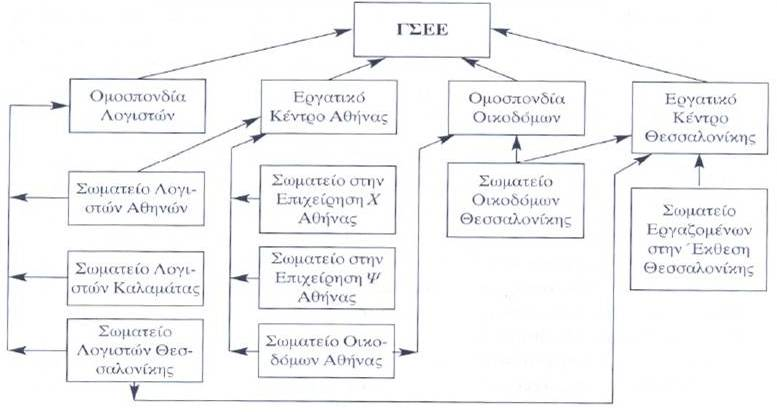 ΓΣΕΕ
Ομοσπονδία
Λογιστών
Εργατικό
Κέντρο Αθήνας
Ομοσπονδία
Οικοδόμων
Εργατικό
Κέντρο
Θεσσαλονίκης
Σωματείο Λογι-
στών Αθηνών
Σωματείο στην
Επιχείρηση Χ
Αθήνας
Σωματείο
Οικοδόμων
Θεσσαλονίκης
Σωματείο
Εργαζομένων
στην Έκθεση
Θεσσαλονίκης
Σωματείο Λογι-
στών Καλαμάτας
Σωματείο στην
Επιχείρηση Ψ
Αθήνας
Σωματείο
Λογιστών Θεσ-
σαλονίκης
Σωματείο Οικο-
δόμων Αθήνας